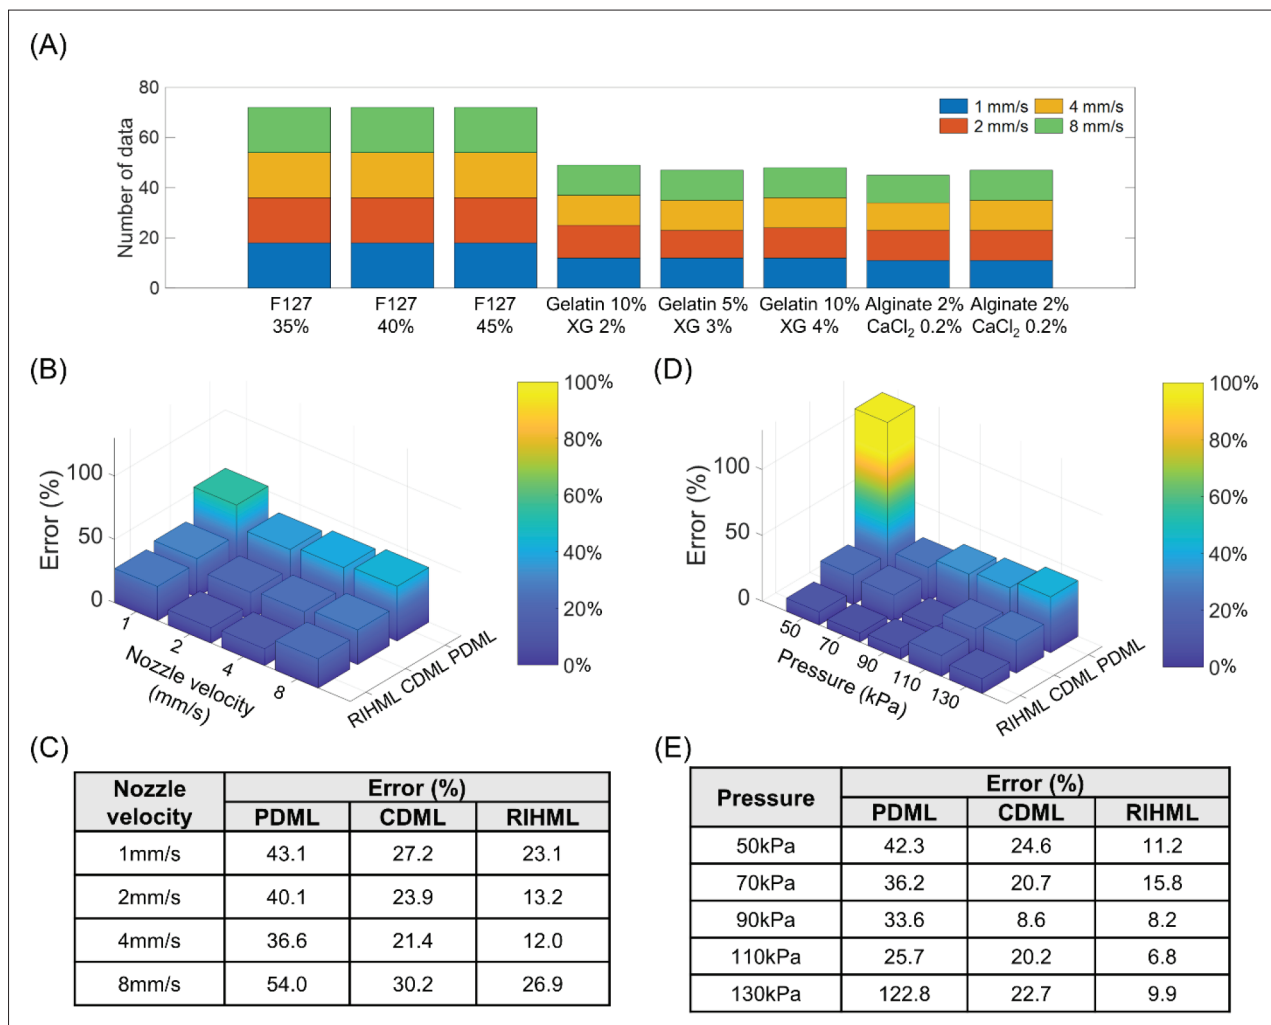 (A)
80
60
40
20
0
Number of data
1 mm/s
4 mm/s
2 mm/s
8 mm/s
F127 F127 F127 Gelatin 10% Gelatin 5% Gelatin 10% Alginate 2% Alginate 2%
35% 40% 45% XG 2% XG 3% XG 4% CaCl₂ 0.2% CaCl₂ 0.2%
(B)
100
50
0
Error (%)
1
2
4
8
Nozzle velocity
(mm/s)
RIHML CDML PDML
100%
80%
60%
40%
20%
0%
(D)
100
50
0
Error (%)
50
70
90
110
130
Pressure (kPa)
RIHML CDML PDML
100%
80%
60%
40%
20%
0%
(C)
Nozzle
velocity
Error (%)
PDML CDML RIHML
1mm/s 43.1 27.2 23.1
2mm/s 40.1 23.9 13.2
4mm/s 36.6 21.4 12.0
8mm/s 54.0 30.2 26.9
(E)
Pressure
Error (%)
PDML CDML RIHML
50kPa 42.3 24.6 11.2
70kPa 36.2 20.7 15.8
90kPa 33.6 8.6 8.2
110kPa 25.7 20.2 6.8
130kPa 122.8 22.7 9.9